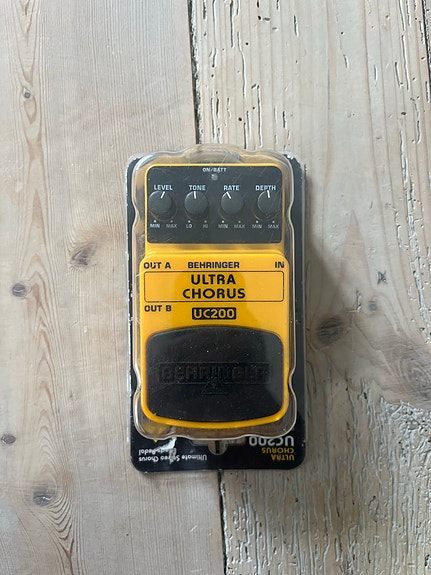 ON/BATT
LEVEL TONE RATE DEPTH
MIN MAX LO HI MIN MAX MIN MAX
OUT A BEHRINGER IN
ULTRA
CHORUS
OUT B UC200
BEHRINGER
ULTRA
CHORUS
UC200
Ultimate Stereo Chorus